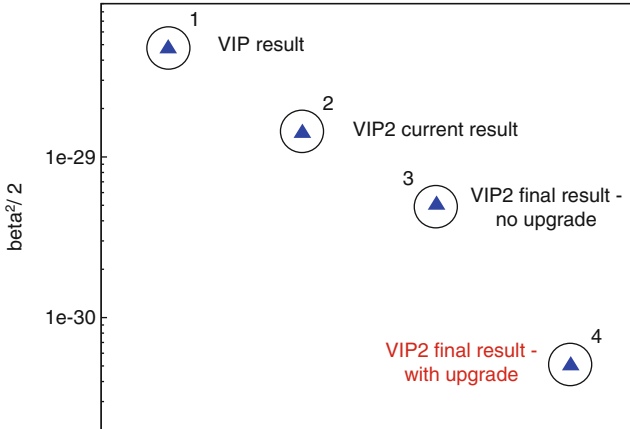 1
VIP result
2
VIP2 current result
1e-29
3
VIP2 final result -
no upgrade
beta²/ 2
1e-30
4
VIP2 final result -
with upgrade